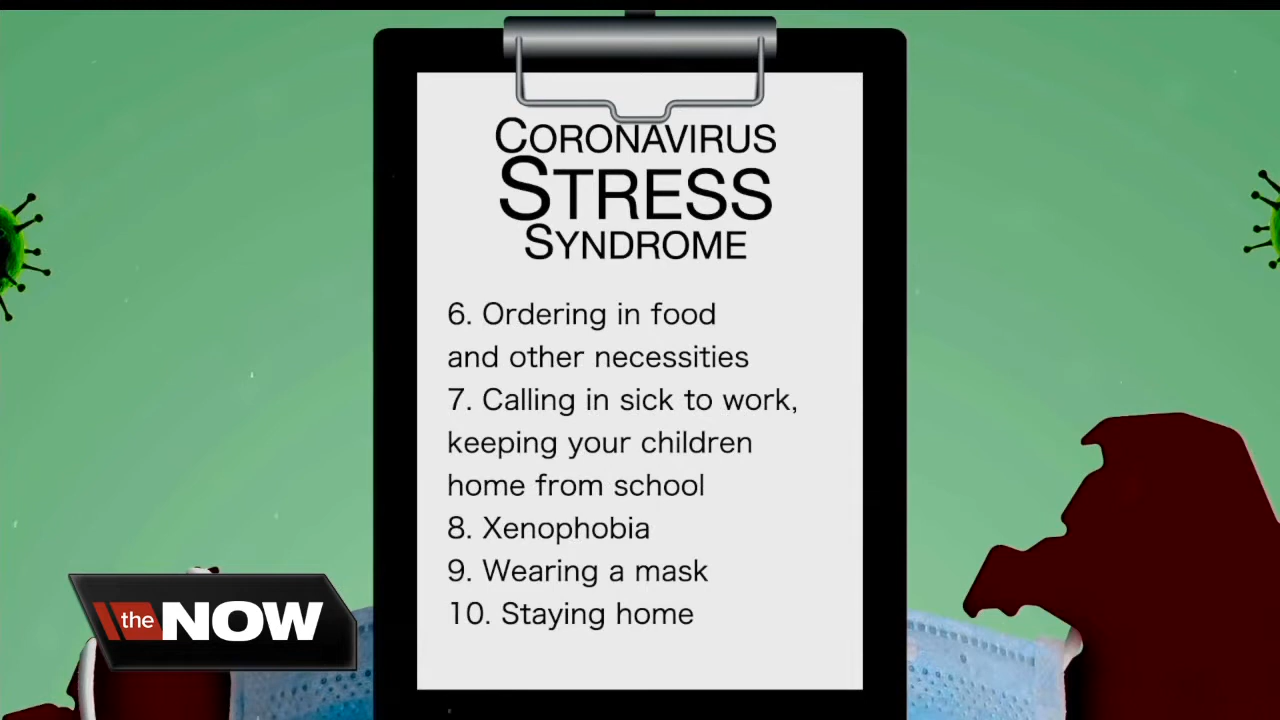 CORONAVIRUS
STRESS
SYNDROME
6. Ordering in food
and other necessities
7. Calling in sick to work,
keeping your children
home from school
8. Xenophobia
9. Wearing a mask
10. Staying home
the NOW